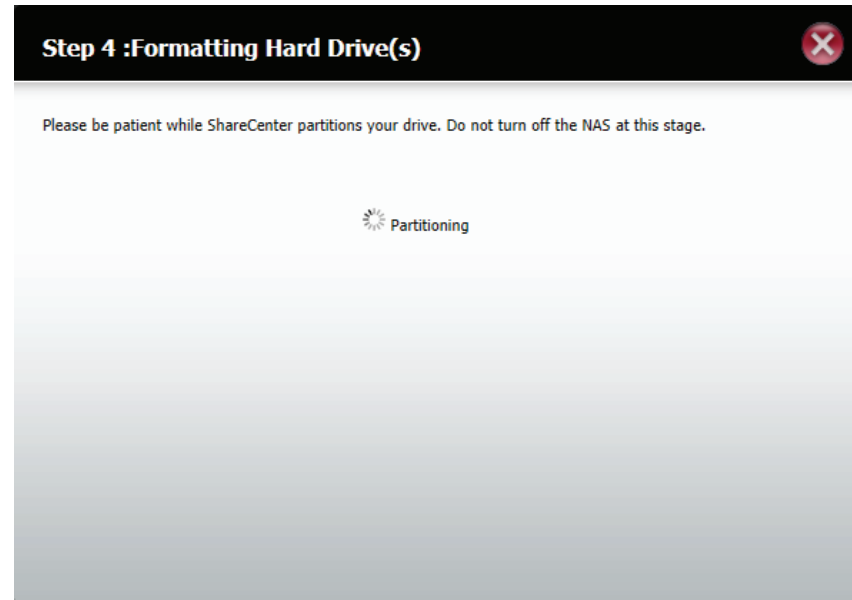 Step 4 :Formatting Hard Drive(s)
Please be patient while ShareCenter partitions your drive. Do not turn off the NAS at this stage.
Partitioning